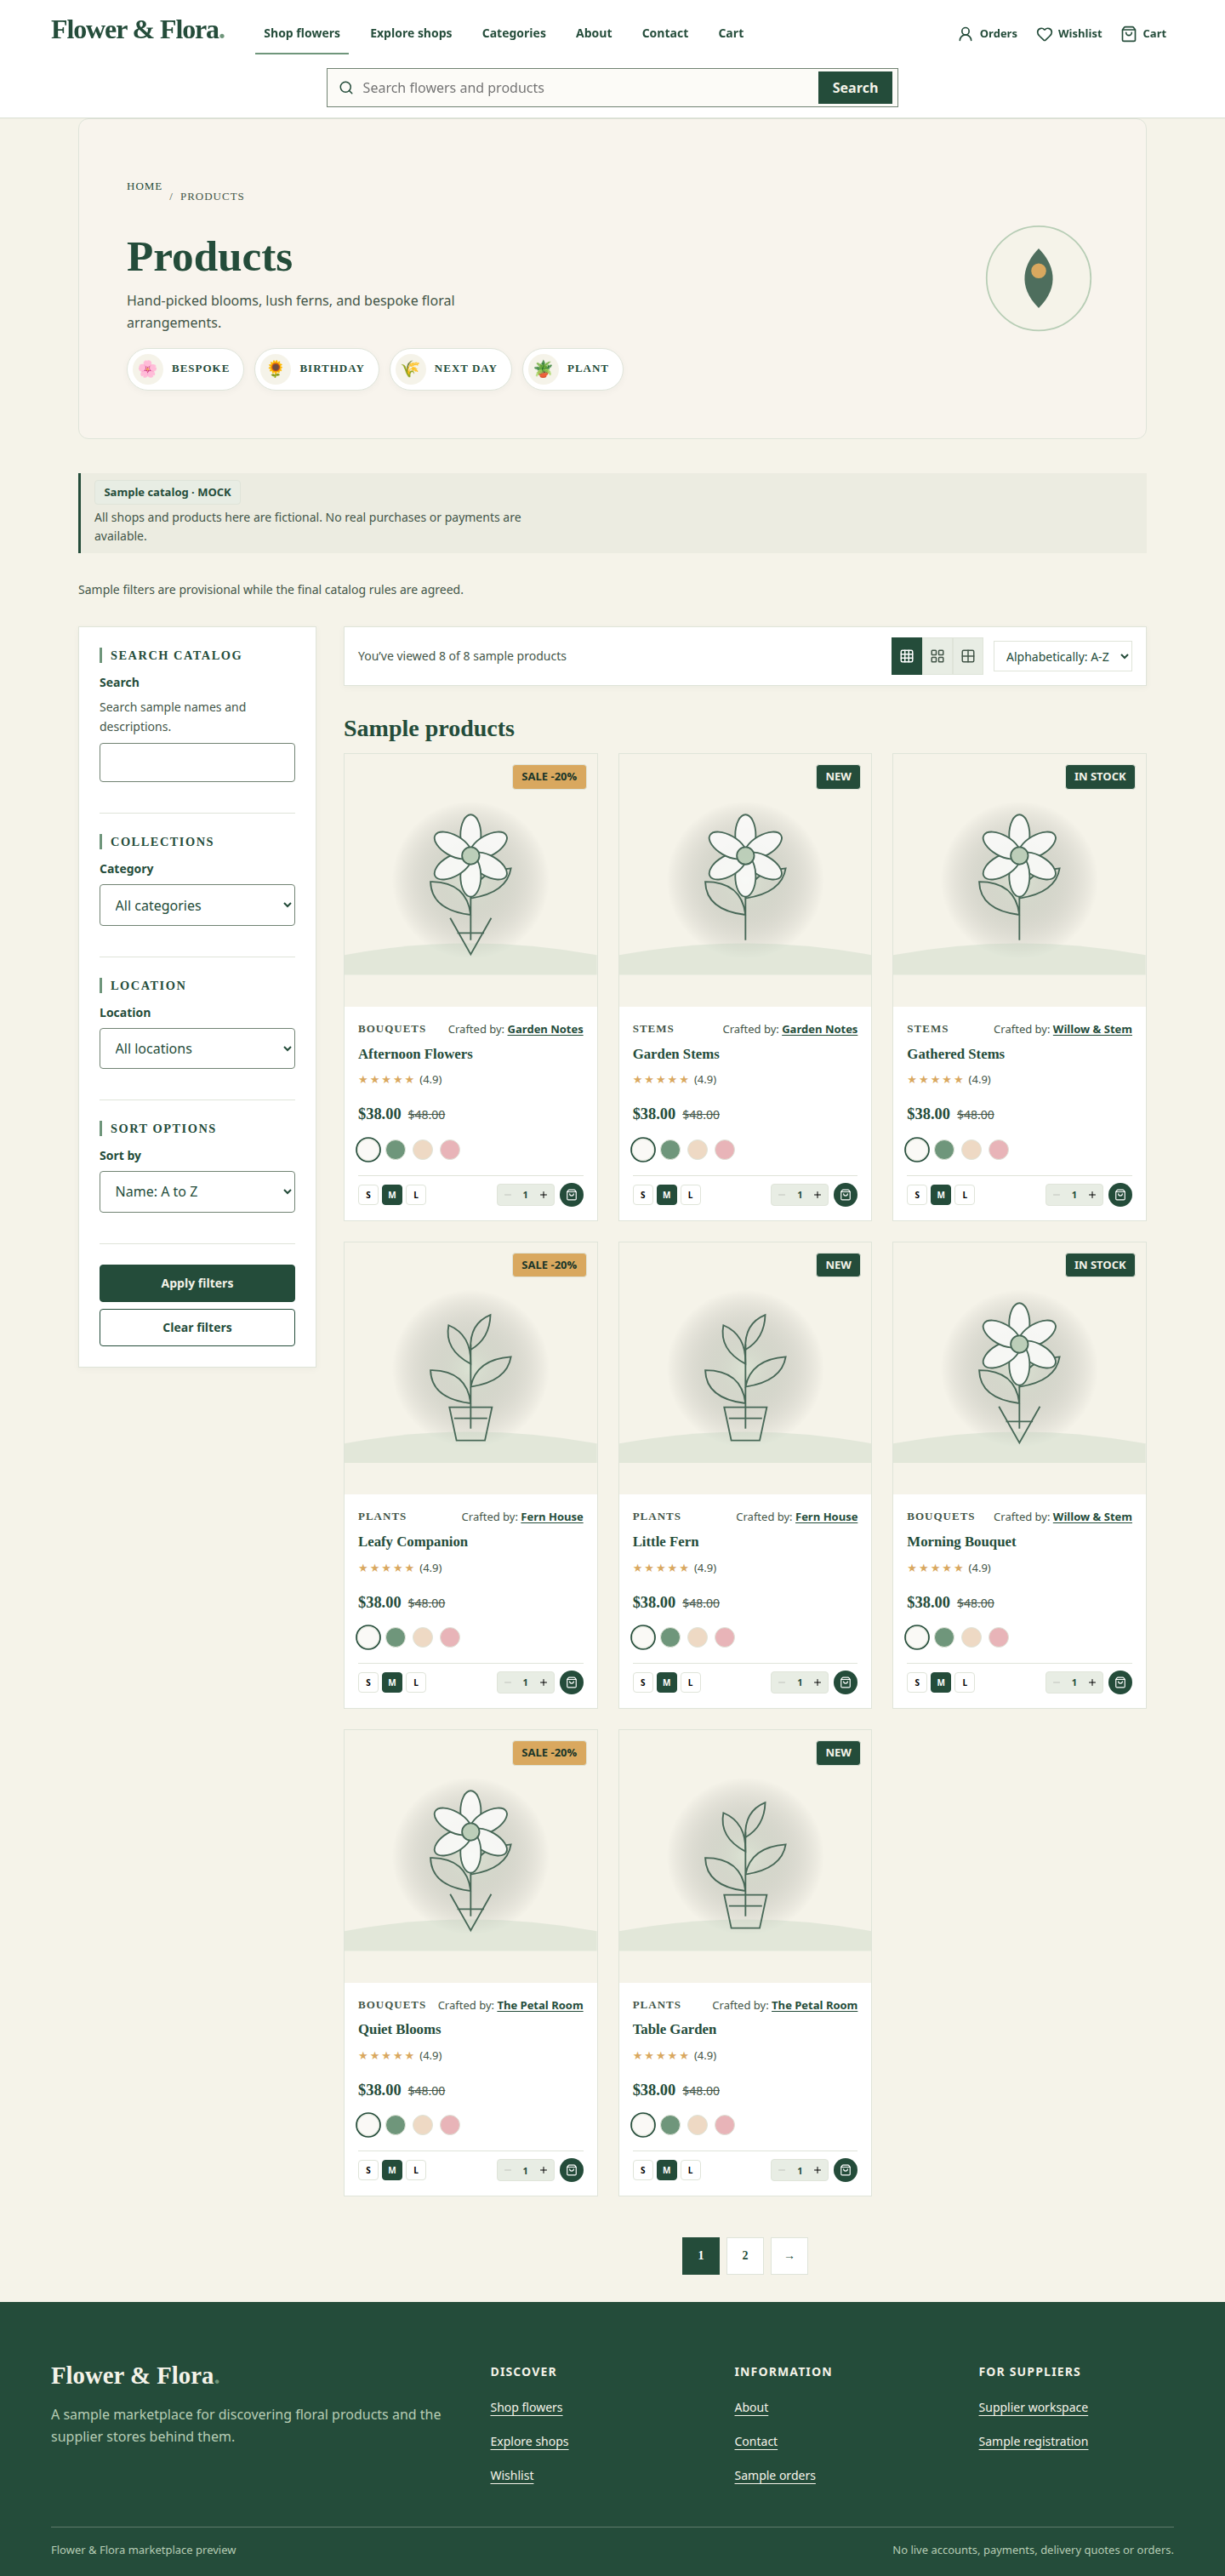 Flower & Flora.
Shop flowers
Explore shops
Categories
About
Contact
Cart
Orders
Wishlist
Cart
Search flowers and products
Search
HOME
/ PRODUCTS
Products
Hand-picked blooms, lush ferns, and bespoke floral
arrangements.
BESPOKE
BIRTHDAY
NEXT DAY
PLANT
Sample catalog · MOCK
All shops and products here are fictional. No real purchases or payments are
available.
Sample filters are provisional while the final catalog rules are agreed.
SEARCH CATALOG
Search
Search sample names and
descriptions.
COLLECTIONS
Category
All categories
LOCATION
Location
All locations
SORT OPTIONS
Sort by
Name: A to Z
Apply filters
Clear filters
You've viewed 8 of 8 sample products
Alphabetically: A-Z
Sample products
SALE -20%
BOUQUETS Crafted by: Garden Notes
Afternoon Flowers
★★★★★ (4.9)
$38.00 $48.00
S M L − 1 +
NEW
STEMS Crafted by: Garden Notes
Garden Stems
★★★★★ (4.9)
$38.00 $48.00
S M L − 1 +
IN STOCK
STEMS Crafted by: Willow & Stem
Gathered Stems
★★★★★ (4.9)
$38.00 $48.00
S M L − 1 +
SALE -20%
PLANTS Crafted by: Fern House
Leafy Companion
★★★★★ (4.9)
$38.00 $48.00
S M L − 1 +
NEW
PLANTS Crafted by: Fern House
Little Fern
★★★★★ (4.9)
$38.00 $48.00
S M L − 1 +
IN STOCK
BOUQUETS Crafted by: Willow & Stem
Morning Bouquet
★★★★★ (4.9)
$38.00 $48.00
S M L − 1 +
SALE -20%
BOUQUETS Crafted by: The Petal Room
Quiet Blooms
★★★★★ (4.9)
$38.00 $48.00
S M L − 1 +
NEW
PLANTS Crafted by: The Petal Room
Table Garden
★★★★★ (4.9)
$38.00 $48.00
S M L − 1 +
1 2 →
Flower & Flora.
A sample marketplace for discovering floral products and the
supplier stores behind them.
DISCOVER
Shop flowers
Explore shops
Wishlist
INFORMATION
About
Contact
Sample orders
FOR SUPPLIERS
Supplier workspace
Sample registration
Flower & Flora marketplace preview
No live accounts, payments, delivery quotes or orders.